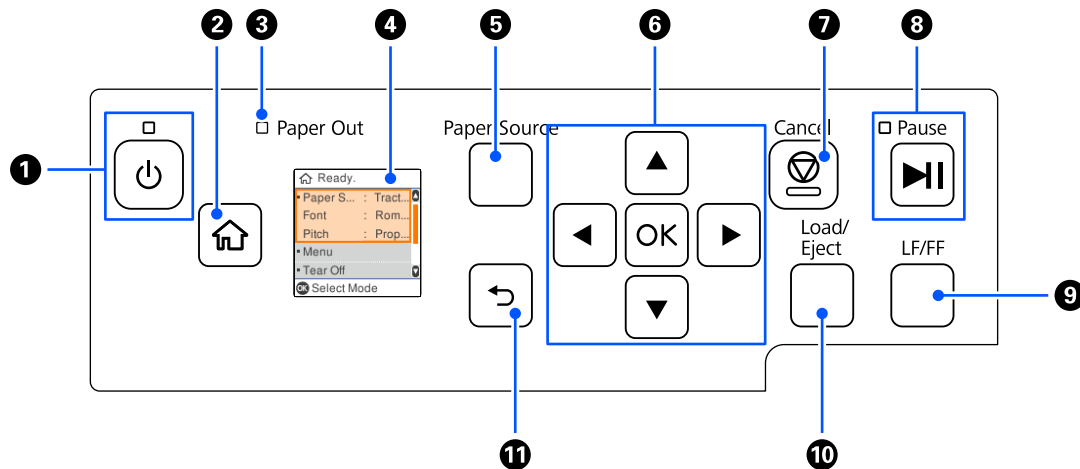 2 3 4 5 6 7 8
Paper Out
Paper Source
Cancel
Pause
1
Ready.
Paper S... : Tract...
Font : Rom...
Pitch : Prop...
Menu
Tear Off
OK Select Mode
OK
Load/
Eject
LF/FF
9
11
10